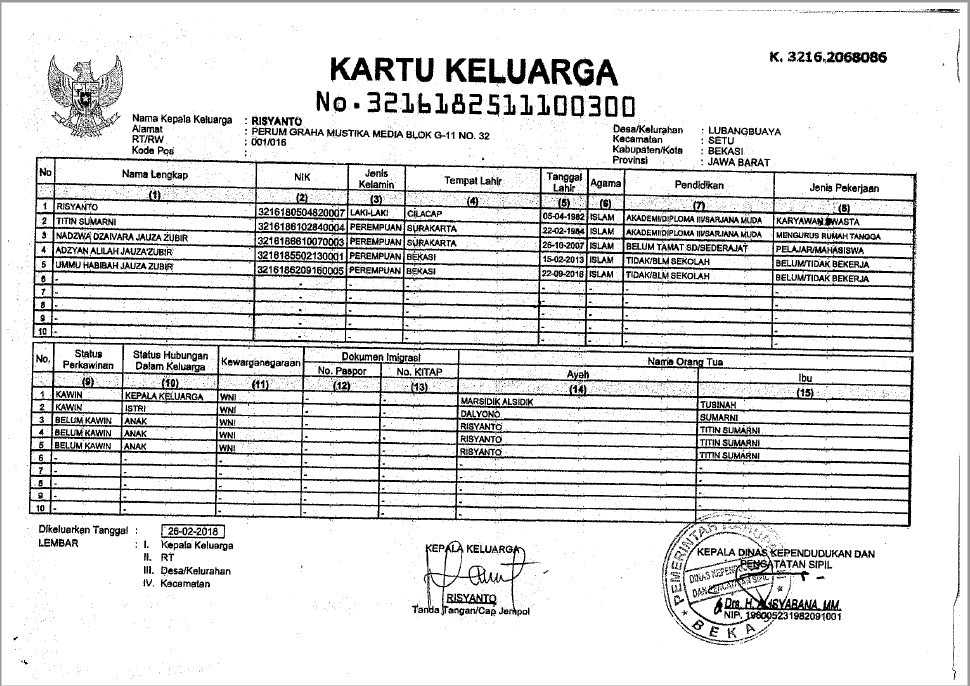 K. 3216.2068086
KARTU KELUARGA
No. 3216182511100300
Nama Kepala Keluarga : RISYANTO
Alamat : PERUM GRAHA MUSTIKA MEDIA BLOK G-11 NO. 32
RT/RW : 001/016
Kode Pos :
Desa/Kelurahan : LUBANGBUAYA
Kecamatan : SETU
Kabupaten/Kota : BEKASI
Provinsi : JAWA BARAT
No Nama Lengkap NIK Jenis Kelamin Tempat Lahir Tanggal Lahir Agama Pendidikan Jenis Pekerjaan
(1) (2) (3) (4) (5) (6) (7) (8)
1 RISYANTO 3216180504820007 LAKI-LAKI CILACAP 05-04-1982 ISLAM AKADEMI/DIPLOMA III/SARJANA MUDA KARYAWAN SWASTA
2 TITIN SUMARNI 3216186102840004 PEREMPUAN SURAKARTA 22-02-1984 ISLAM AKADEMI/DIPLOMA III/SARJANA MUDA MENGURUS RUMAH TANGGA
3 NADZWA DZAIVARA JAUZA ZUBIR PEREMPUAN SURAKARTA 26-10-2007 ISLAM BELUM TAMAT SD/SEDERAJAT PELAJAR/MAHASISWA
4 ADZYAN ALILAH JAUZA ZUBIR 3216185502130001 PEREMPUAN BEKASI 15-02-2013 ISLAM TIDAK/BLM SEKOLAH BELUM/TIDAK BEKERJA
5 UMMU HABIBAH JAUZA ZUBIR 3216186209160005 PEREMPUAN BEKASI ISLAM TIDAK/BLM SEKOLAH BELUM/TIDAK BEKERJA
6 - - - - - - - -
7 - - - - - - - -
8 - - - - - - - -
9 - - - - - - - -
10 - - - - - - - -
No. Status Perkawinan Status Hubungan Dalam Keluarga Kewarganegaraan Dokumen Imigrasi Nama Orang Tua
No. Paspor No. KITAP Ayah Ibu
(9) (10) (11) (12) (13) (14) (15)
1 KAWIN KEPALA KELUARGA WNI - - MARSIDIK ALSIDIK TUBINAH
2 KAWIN ISTRI WNI - - DALYONO SUMARNI
3 BELUM KAWIN ANAK WNI - - RISYANTO TITIN SUMARNI
4 BELUM KAWIN ANAK WNI - - RISYANTO TITIN SUMARNI
5 BELUM KAWIN ANAK WNI - - RISYANTO TITIN SUMARNI
6 - - - - - - -
7 - - - - - - -
8 - - - - - - -
9 - - - - - - -
10 - - - - - - -
Dikeluarkan Tanggal : 26-02-2018
LEMBAR : I. Kepala Keluarga
II. RT
III. Desa/Kelurahan
IV. Kecamatan
KEPALA KELUARGA
RISYANTO
Tanda Tangan/Cap Jempol
KEPALA DINAS KEPENDUDUKAN DAN
PENCATATAN SIPIL
NIP. 196005231982091001
PEMERINTAH
DINAS
DAN PENCATATAN SIPIL